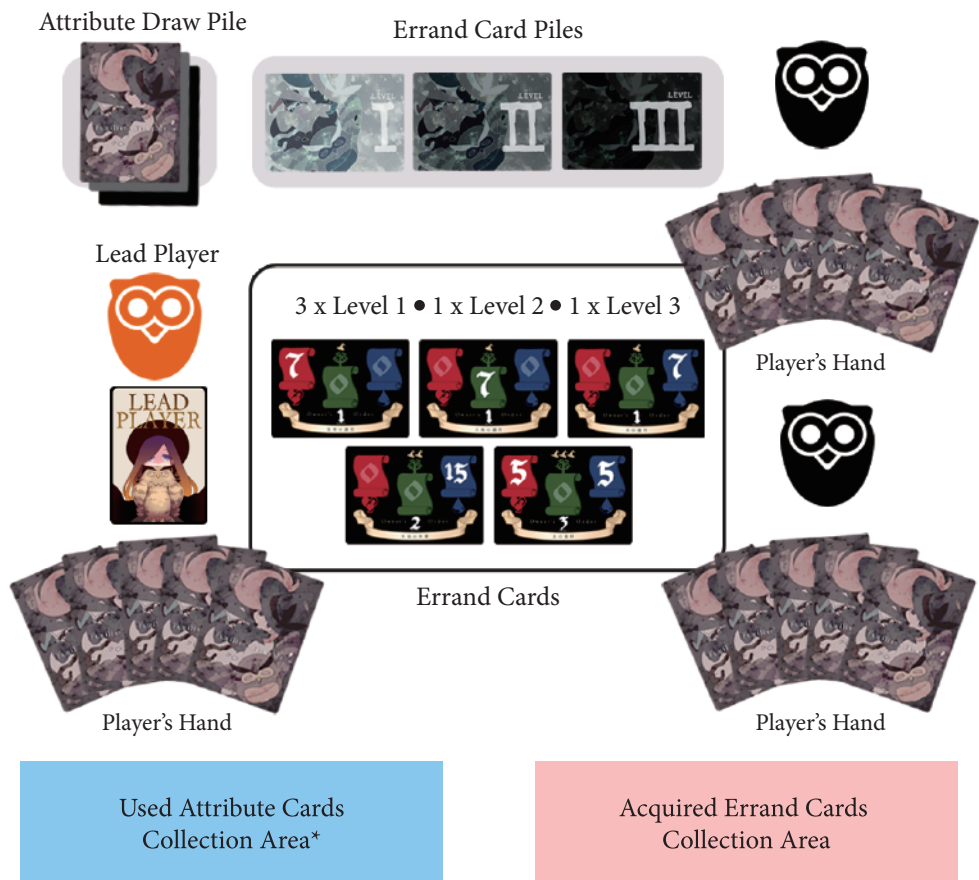 Attribute Draw Pile
Errand Card Piles
LEVEL
I
LEVEL
II
LEVEL
III
Lead Player
3 x Level 1 ● 1 x Level 2 ● 1 x Level 3
7
1
7
1
7
1
15
2
5
5
3
LEAD
PLAYER
Errand Cards
Player’s Hand
Player’s Hand
Player’s Hand
Used Attribute Cards
Collection Area*
Acquired Errand Cards
Collection Area